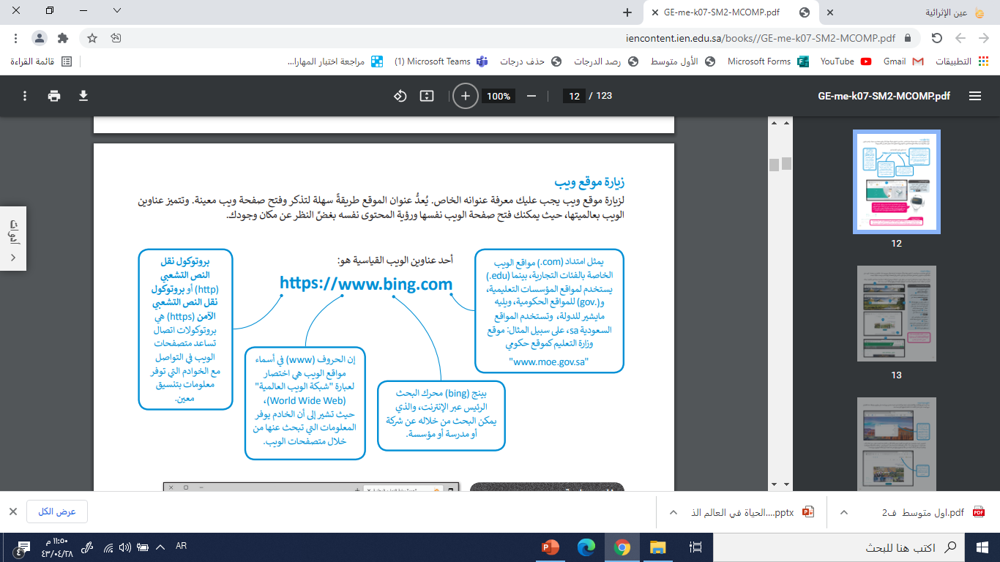 عين الإثرائية
GE-me-k07-SM2-MCOMP.pdf
iencontent.ien.edu.sa/books//GE-me-k07-SM2-MCOMP.pdf
التطبيقات
Gmail
YouTube
Microsoft Forms
الأول متوسط
رصد الدرجات
حذف درجات
(1) Microsoft Teams
مراجعة اختبار المهارا...
قائمة القراءة
GE-me-k07-SM2-MCOMP.pdf
12 / 123
100%
12
13
زيارة موقع ويب
لزيارة موقع ويب يجب عليك معرفة عنوانه الخاص. يُعدُّ عنوان الموقع طريقةً سهلة لتذكر وفتح صفحة ويب معينة. وتتميز عناوين
الويب بعالميتها، حيث يمكنك فتح صفحة الويب نفسها ورؤية المحتوى نفسه بغضّ النظر عن مكان وجودك.
أحد عناوين الويب القياسية هو:
https://www.bing.com
يمثل امتداد (com.) مواقع الويب
الخاصة بالفئات التجارية، بينما (edu.)
يستخدم لمواقع المؤسسات التعليمية،
و(gov.) للمواقع الحكومية، ويليه
مايشير للدولة، وتستخدم المواقع
السعودية sa، على سبيل المثال: موقع
وزارة التعليم كموقع حكومي
"www.moe.gov.sa"
بينج (bing) محرك البحث
الرئيس عبر الإنترنت، والذي
يمكن البحث من خلاله عن شركة
أو مدرسة أو مؤسسة.
إن الحروف (www) في أسماء
مواقع الويب هي اختصار
لعبارة "شبكة الويب العالمية"
(World Wide Web)،
حيث تشير إلى أن الخادم يوفر
المعلومات التي تبحث عنها من
خلال متصفحات الويب.
بروتوكول نقل
النص التشعبي
(http) أو بروتوكول
نقل النص التشعبي
الآمن (https) هي
بروتوكولات اتصال
تساعد متصفحات
الويب في التواصل
مع الخوادم التي توفر
معلومات بتنسيق
معين.
اول متوسط ف2.pdf
الحياة في العالم الذ....pptx
عرض الكل
اكتب هنا للبحث
AR
١١:٥٠ م
٤٣/٠٤/٢٨
٤